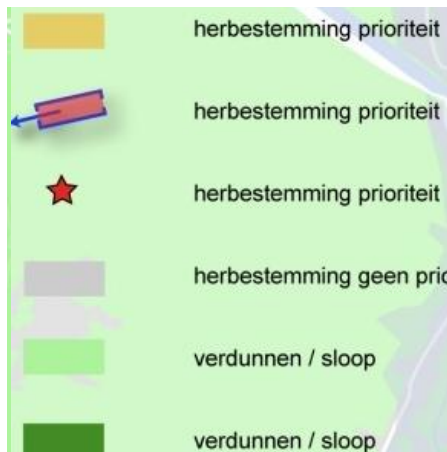 herbestemming prioriteit
herbestemming prioriteit
herbestemming prioriteit
herbestemming geen
verdunnen / sloop
verdunnen / sloop